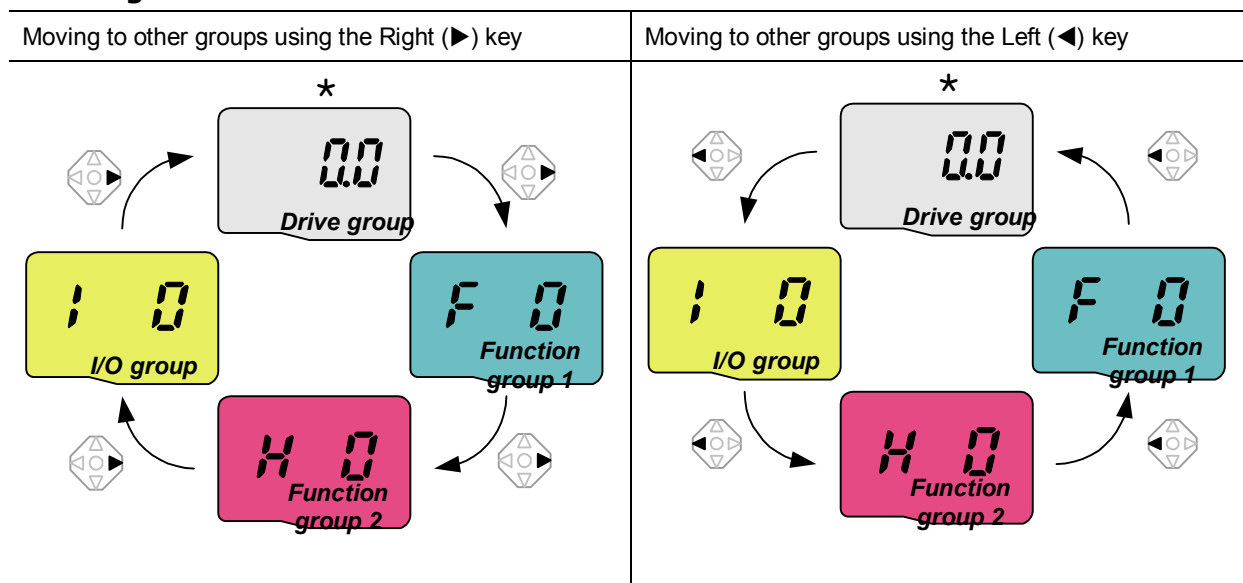 Moving to other groups using the Right (▶) key
Moving to other groups using the Left (◀) key
*
0.0
Drive group
I 0
I/O group
F 0
Function
group 1
H 0
Function
group 2
*
0.0
Drive group
I 0
I/O group
F 0
Function
group 1
H 0
Function
group 2